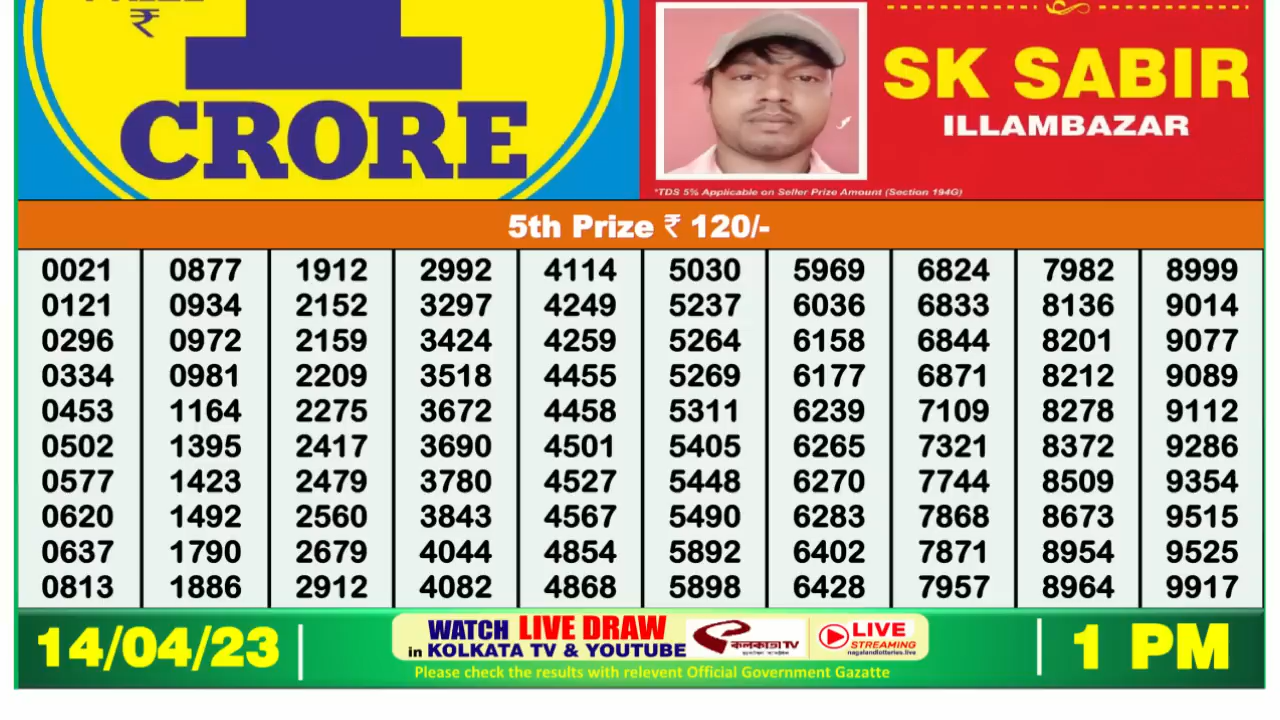 ₹
CRORE
SK SABIR
ILLAMBAZAR
*TDS 5% Applicable on Seller Prize Amount (Section 194G)
5th Prize ₹ 120/-
0021 0877 1912 2992 4114 5030 5969 6824 7982 8999
0121 0934 2152 3297 4249 5237 6036 6833 8136 9014
0296 0972 2159 3424 4259 5264 6158 6844 8201 9077
0334 0981 2209 3518 4455 5269 6177 6871 8212 9089
0453 1164 2275 3672 4458 5311 6239 7109 8278 9112
0502 1395 2417 3690 4501 5405 6265 7321 8372 9286
0577 1423 2479 3780 4527 5448 6270 7744 8509 9354
0620 1492 2560 3843 4567 5490 6283 7868 8673 9515
0637 1790 2679 4044 4854 5892 6402 7871 8954 9525
0813 1886 2912 4082 4868 5898 6428 7957 8964 9917
14/04/23
WATCH LIVE DRAW
in KOLKATA TV & YOUTUBE
কলকাতা TV
LIVE
STREAMING
nagalandlotteries.live
Please check the results with relevent Official Government Gazatte
1 PM